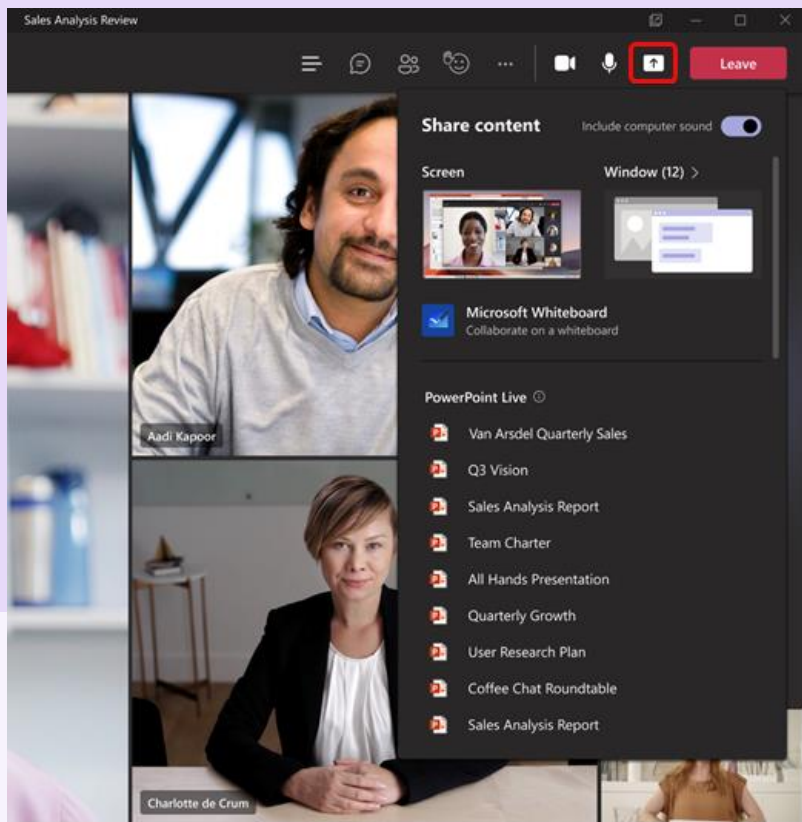 Sales Analysis Review
Leave
Share content
Include computer sound
Screen
Window (12)
Microsoft Whiteboard
Collaborate on a whiteboard
PowerPoint Live
Van Arsdel Quarterly Sales
Q3 Vision
Sales Analysis Report
Team Charter
All Hands Presentation
Quarterly Growth
User Research Plan
Coffee Chat Roundtable
Sales Analysis Report
Aadi Kapoor
Charlotte de Crum